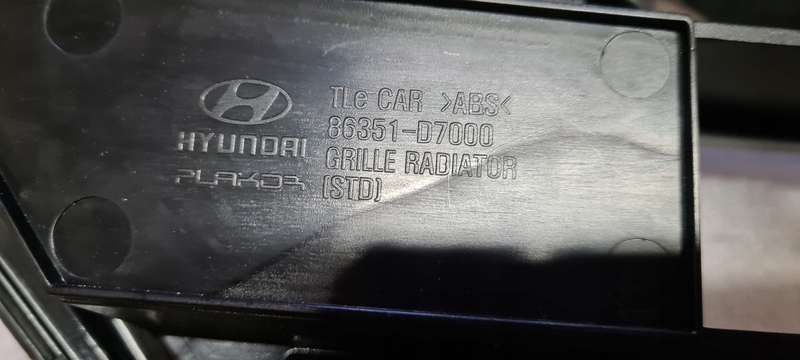 HYUNDAI
PLAKOR
TLe CAR >ABS<
86351-D7000
GRILLE RADIATOR
(STD)